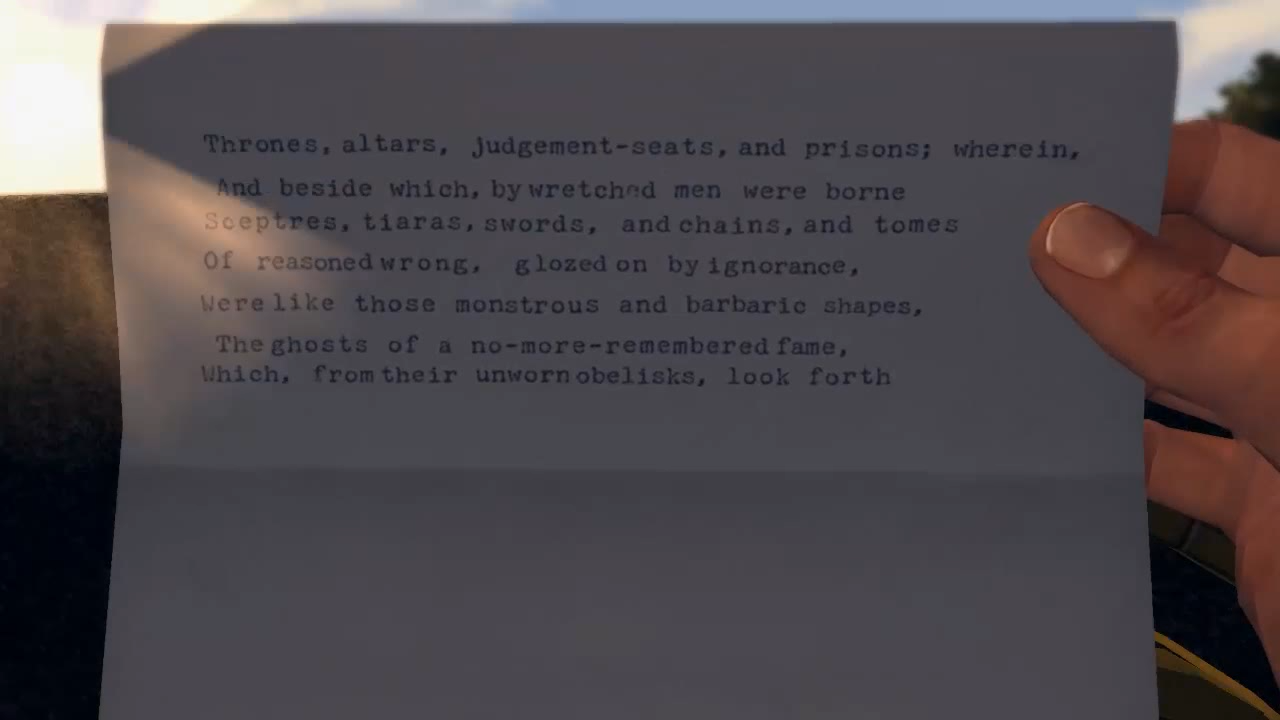 Thrones, altars, judgement-seats, and prisons; wherein,
And beside which, by wretched men were borne
Sceptres, tiaras, swords, and chains, and tomes
Of reasoned wrong, glozed on by ignorance,
Were like those monstrous and barbaric shapes,
The ghosts of a no-more-remembered fame,
Which, from their unworn obelisks, look forth